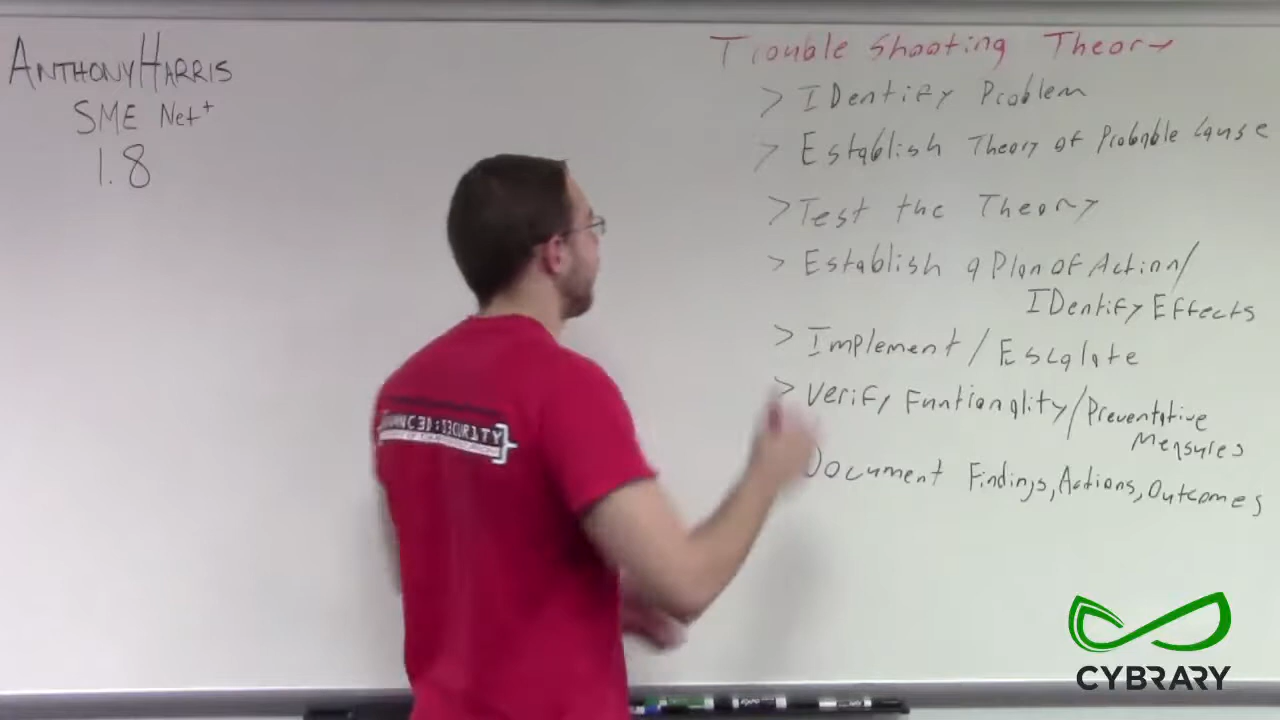 AnthonyHarris
SME Net+
1.8
Trouble Shooting Theory
> IDentify Problem
> Establish Theory of Probable Cause
> Test the Theory
> Establish a Plan of Action/
IDentify Effects
> Implement / Escalate
> Verify Funtionality/Preventative
Measures
Document Findings, Actions, Outcomes
CYBRARY